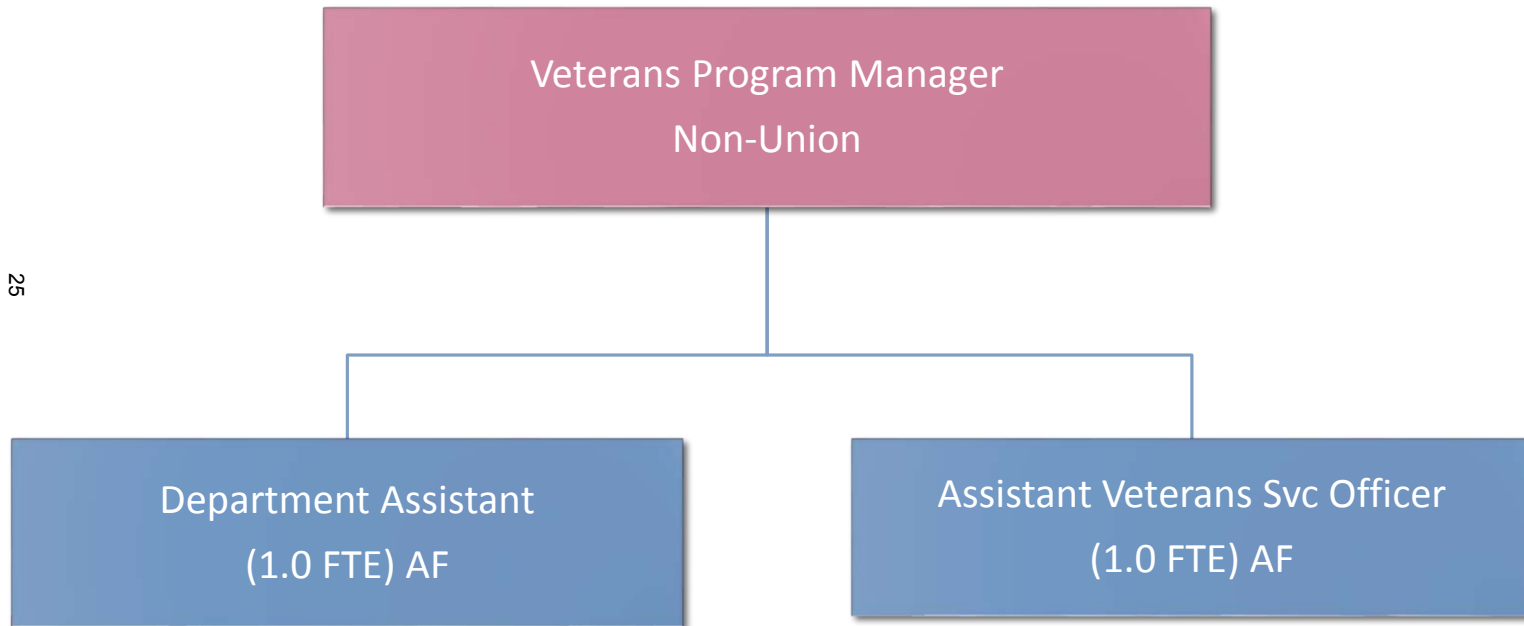 Veterans Program Manager
Non-Union
25
Department Assistant
(1.0 FTE) AF
Assistant Veterans Svc Officer
(1.0 FTE) AF